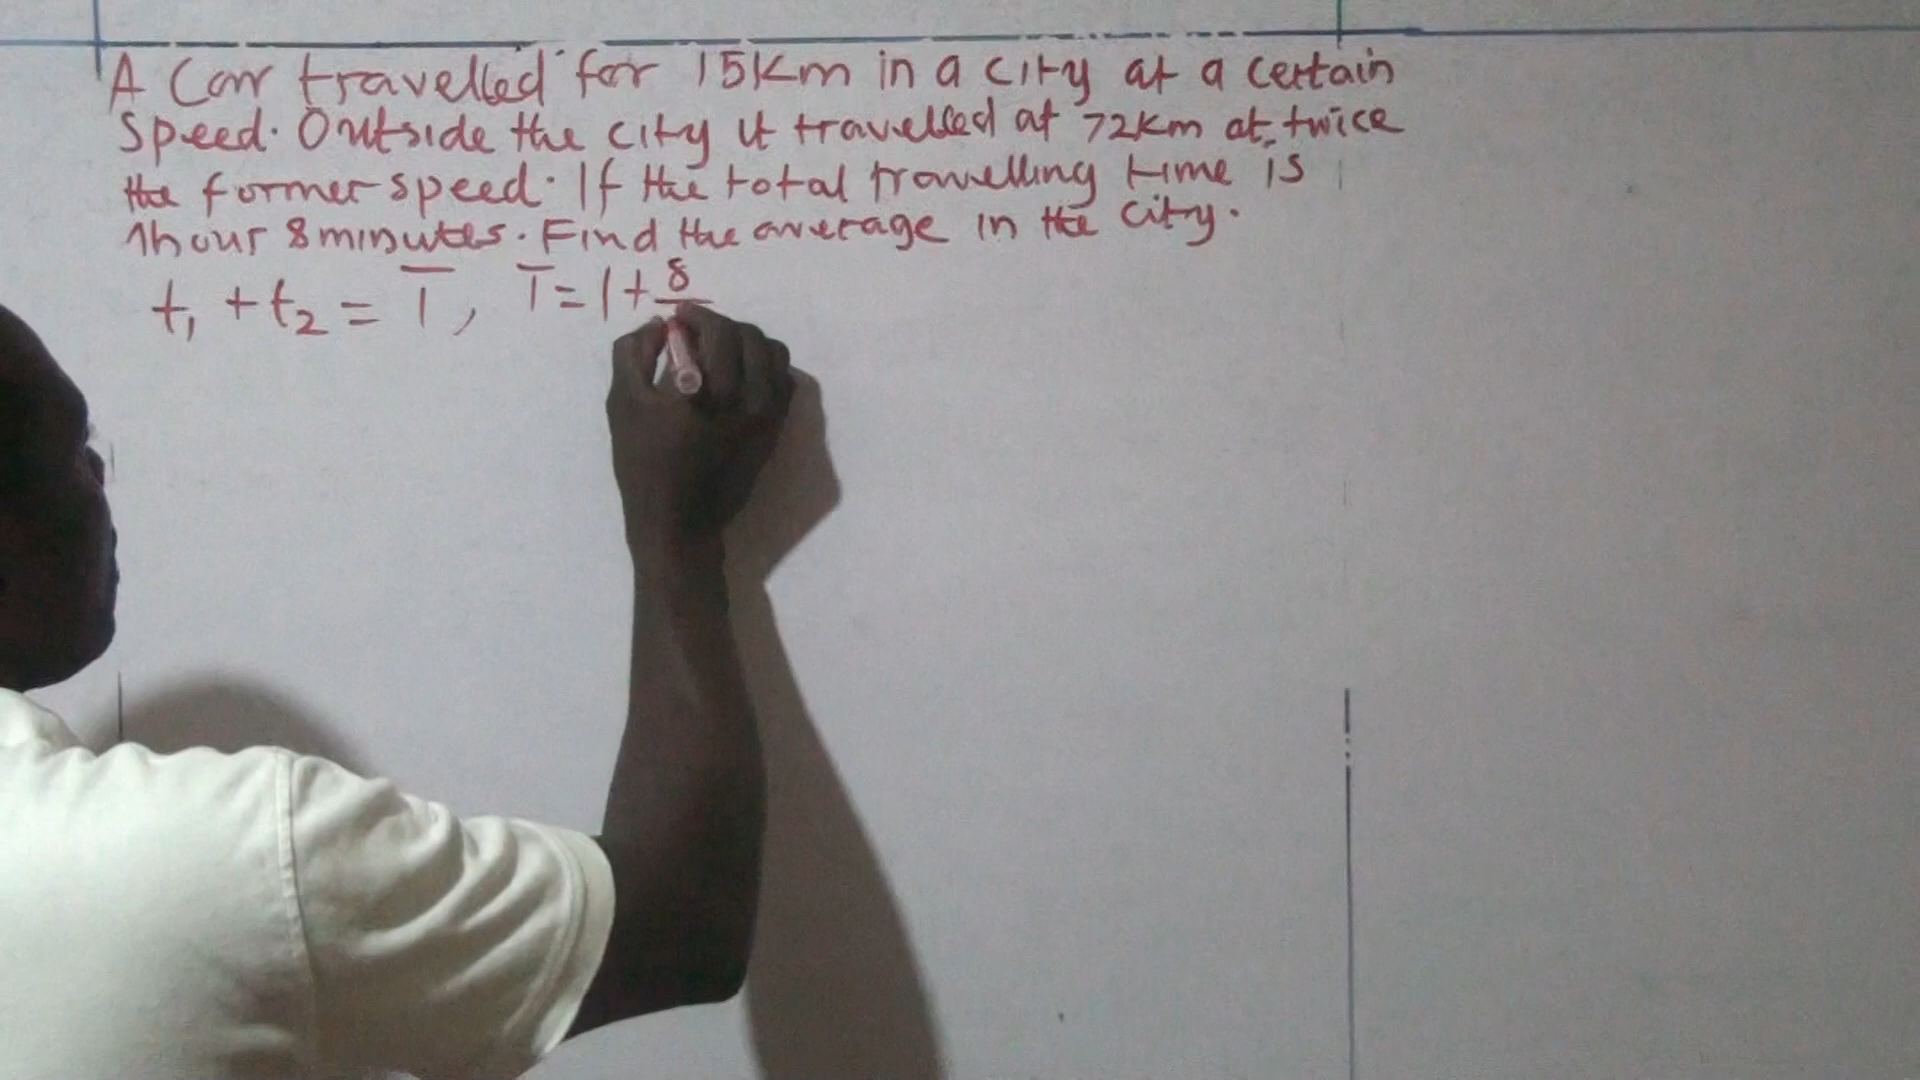 A Car travelled for 15Km in a city at a certain
Speed. Outside the city it travelled at 72Km at twice
the former speed. If the total travelling time is
1hour 8 minutes. Find the average in the city.
t₁ + t₂ = T, T = 1 + 8